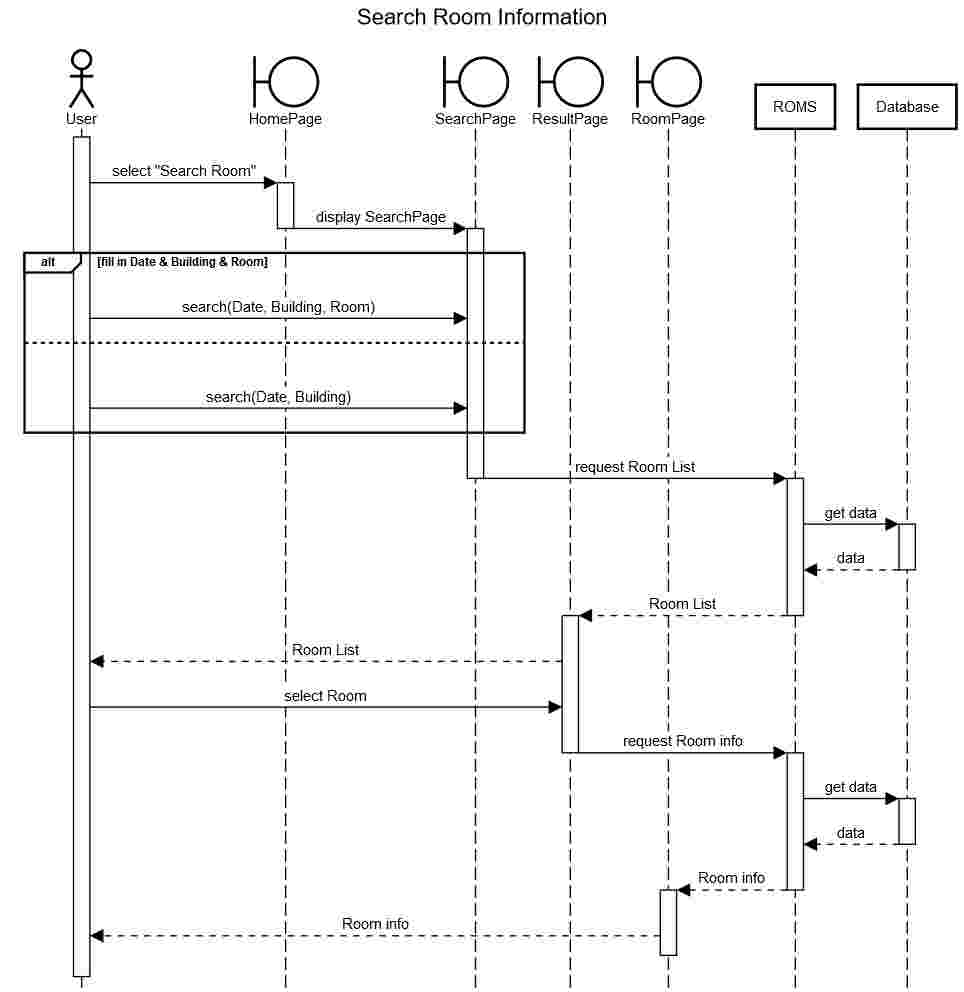 Search Room Information
User
HomePage
SearchPage
ResultPage
RoomPage
ROMS
Database
select "Search Room"
display SearchPage
alt
[fill in Date & Building & Room]
search(Date, Building, Room)
search(Date, Building)
request Room List
get data
data
Room List
Room List
select Room
request Room info
get data
data
Room info
Room info